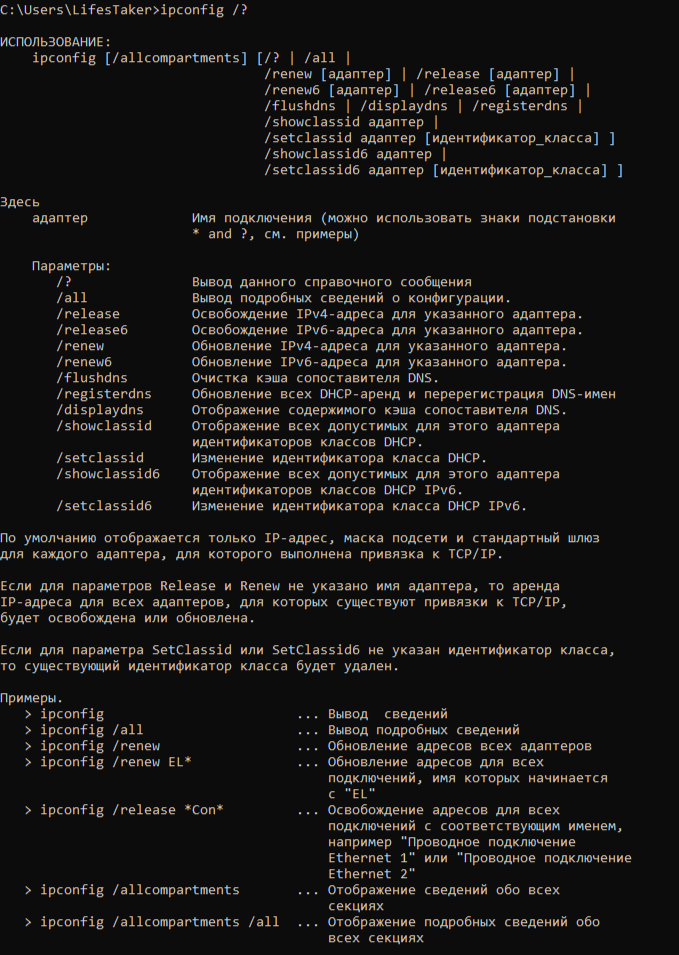 C:\Users\LifesTaker>ipconfig /?
ИСПОЛЬЗОВАНИЕ:
ipconfig [/allcompartments] [/? | /all |
/renew [адаптер] | /release [адаптер] |
/renew6 [адаптер] | /release6 [адаптер] |
/flushdns | /displaydns | /registerdns |
/showclassid адаптер |
/setclassid адаптер [идентификатор_класса] ]
/showclassid6 адаптер |
/setclassid6 адаптер [идентификатор_класса] ]
Здесь
адаптер Имя подключения (можно использовать знаки подстановки
* and ?, см. примеры)
Параметры:
/? Вывод данного справочного сообщения
/all Вывод подробных сведений о конфигурации.
/release Освобождение IPv4-адреса для указанного адаптера.
/release6 Освобождение IPv6-адреса для указанного адаптера.
/renew Обновление IPv4-адреса для указанного адаптера.
/renew6 Обновление IPv6-адреса для указанного адаптера.
/flushdns Очистка кэша сопоставителя DNS.
/registerdns Обновление всех DHCP-аренд и перерегистрация DNS-имен
/displaydns Отображение содержимого кэша сопоставителя DNS.
/showclassid Отображение всех допустимых для этого адаптера
идентификаторов классов DHCP.
/setclassid Изменение идентификатора класса DHCP.
/showclassid6 Отображение всех допустимых для этого адаптера
идентификаторов классов DHCP IPv6.
/setclassid6 Изменение идентификатора класса DHCP IPv6.
По умолчанию отображается только IP-адрес, маска подсети и стандартный шлюз
для каждого адаптера, для которого выполнена привязка к TCP/IP.
Если для параметров Release и Renew не указано имя адаптера, то аренда
IP-адреса для всех адаптеров, для которых существуют привязки к TCP/IP,
будет освобождена или обновлена.
Если для параметра SetClassid или SetClassid6 не указан идентификатор класса,
то существующий идентификатор класса будет удален.
Примеры.
> ipconfig ... Вывод  сведений
> ipconfig /all ... Вывод подробных сведений
> ipconfig /renew ... Обновление адресов всех адаптеров
> ipconfig /renew EL* ... Обновление адресов для всех
подключений, имя которых начинается
с "EL"
> ipconfig /release *Con* ... Освобождение адресов для всех
подключений с соответствующим именем,
например "Проводное подключение
Ethernet 1" или "Проводное подключение
Ethernet 2"
> ipconfig /allcompartments ... Отображение сведений обо всех
секциях
> ipconfig /allcompartments /all ... Отображение подробных сведений обо
всех секциях